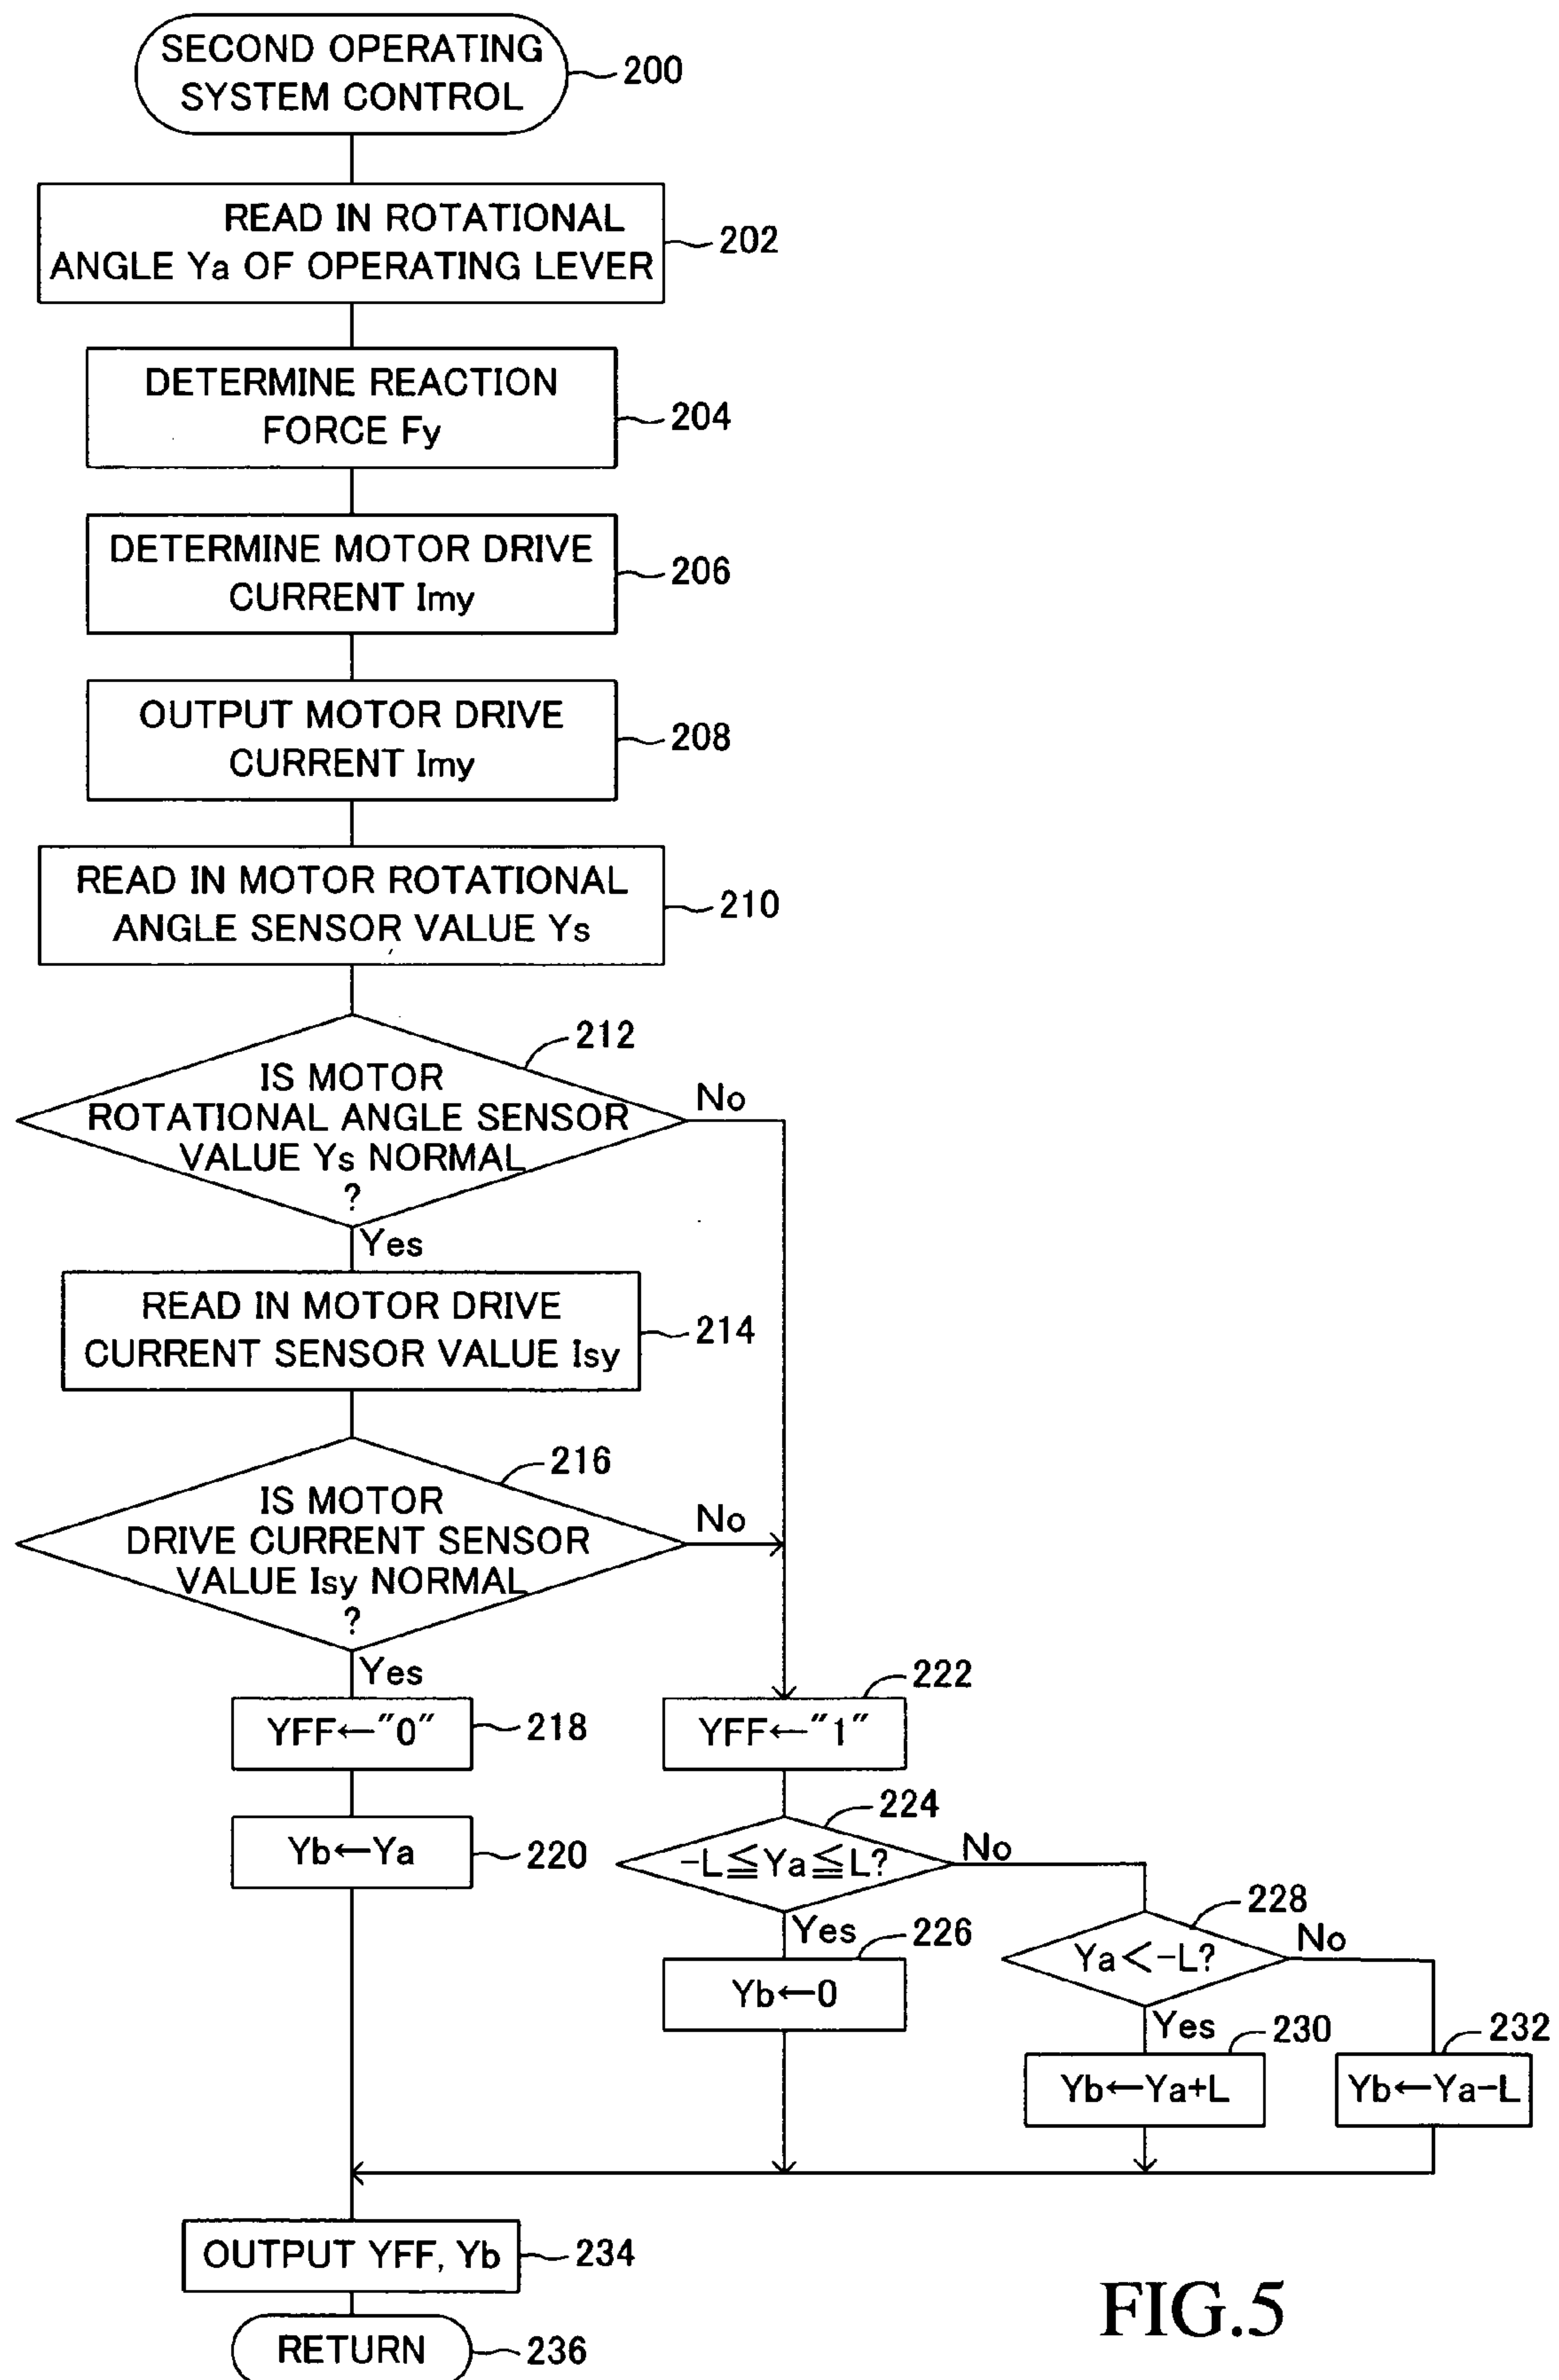 SECOND OPERATING
SYSTEM CONTROL
200
READ IN ROTATIONAL
ANGLE Ya OF OPERATING LEVER
202
DETERMINE REACTION
FORCE Fy
204
DETERMINE MOTOR DRIVE
CURRENT Imy
206
OUTPUT MOTOR DRIVE
CURRENT Imy
208
READ IN MOTOR ROTATIONAL
ANGLE SENSOR VALUE Ys
210
212
IS MOTOR
ROTATIONAL ANGLE SENSOR
VALUE Ys NORMAL
?
No
Yes
READ IN MOTOR DRIVE
CURRENT SENSOR VALUE Isy
214
216
IS MOTOR
DRIVE CURRENT SENSOR
VALUE Isy NORMAL
?
No
Yes
YFF←"0"
218
222
YFF←"1"
Yb←Ya
220
224
-L≦Ya≦L?
No
Yes
226
Yb←0
228
Ya<-L?
No
Yes
230
Yb←Ya+L
232
Yb←Ya-L
OUTPUT YFF, Yb
234
RETURN
236
FIG.5